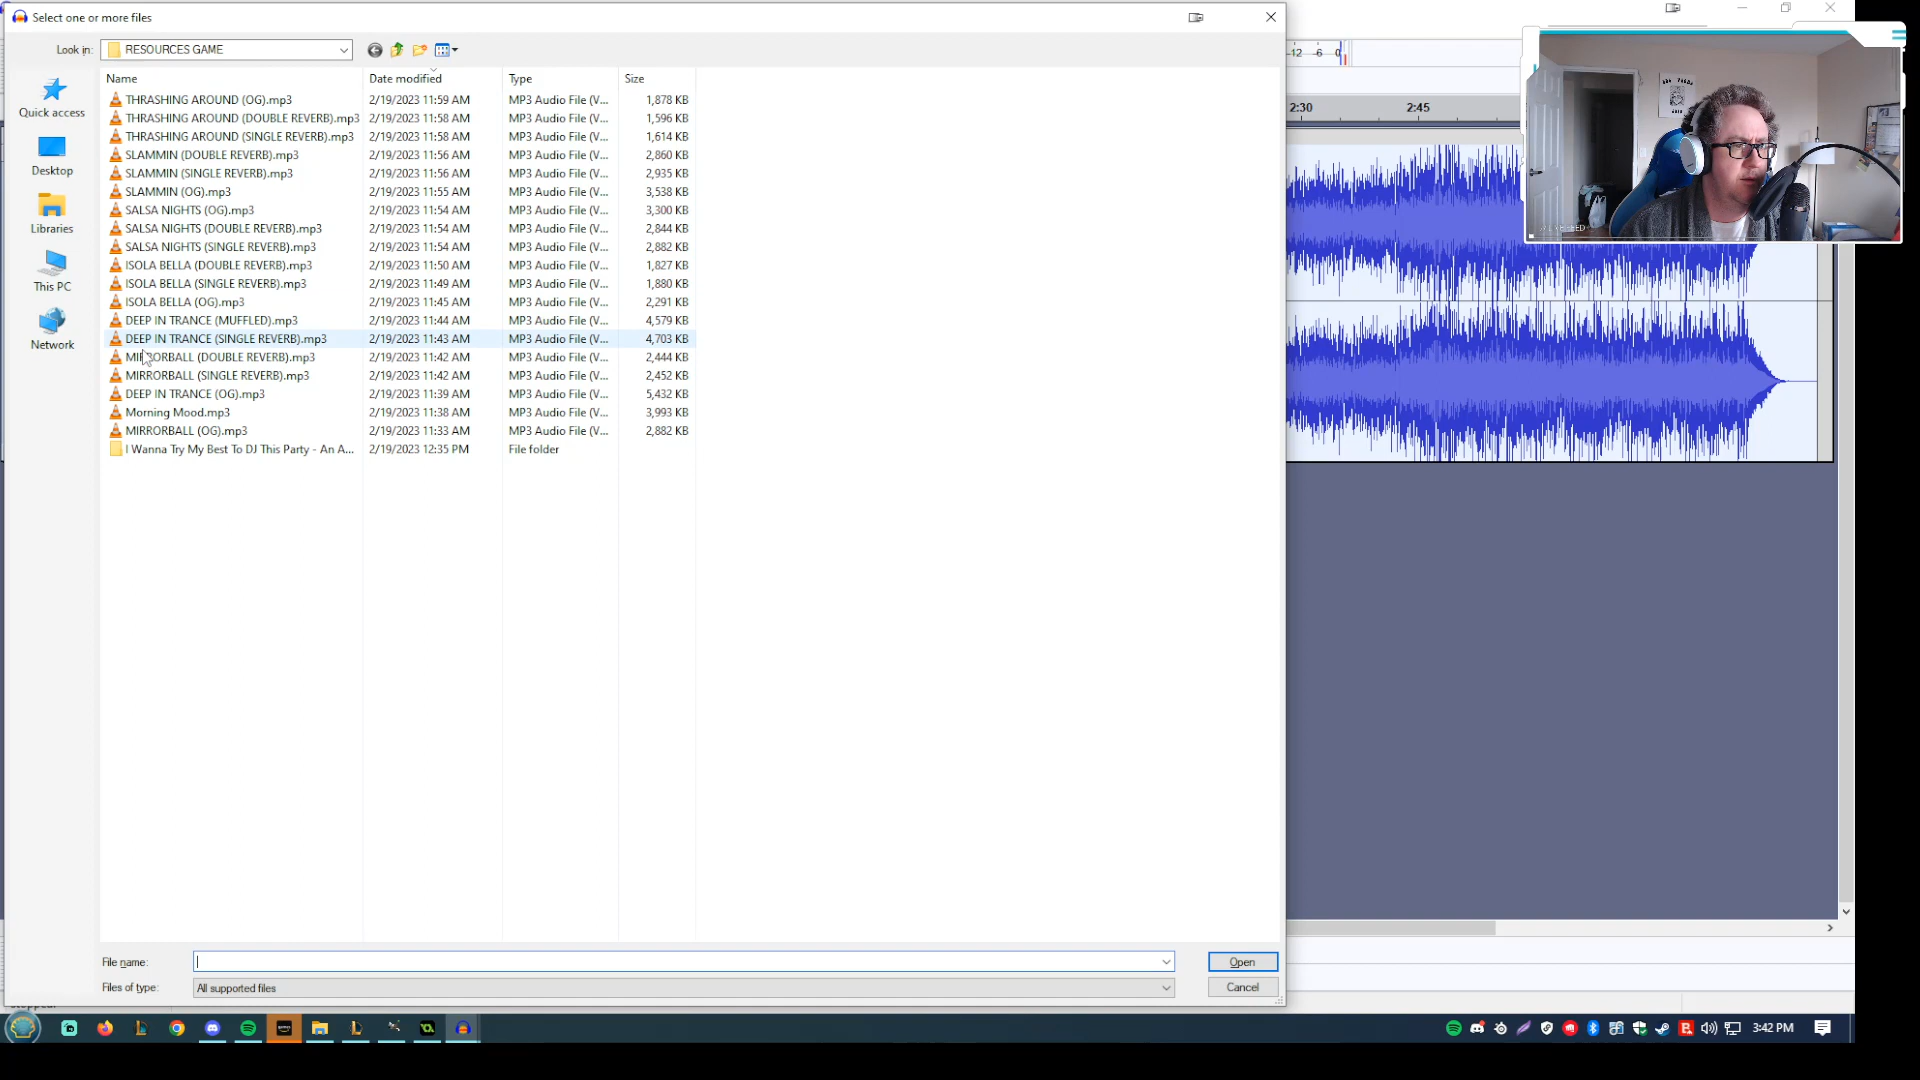 Select one or more files
Look in:
RESOURCES GAME
-12 -6 0
2:30 2:45
Quick access
Desktop
Libraries
This PC
Network
Name Date modified Type Size
THRASHING AROUND (OG).mp3 2/19/2023 11:59 AM MP3 Audio File (V... 1,878 KB
THRASHING AROUND (DOUBLE REVERB).mp3 2/19/2023 11:58 AM MP3 Audio File (V... 1,596 KB
THRASHING AROUND (SINGLE REVERB).mp3 2/19/2023 11:58 AM MP3 Audio File (V... 1,614 KB
SLAMMIN (DOUBLE REVERB).mp3 2/19/2023 11:56 AM MP3 Audio File (V... 2,860 KB
SLAMMIN (SINGLE REVERB).mp3 2/19/2023 11:56 AM MP3 Audio File (V... 2,935 KB
SLAMMIN (OG).mp3 2/19/2023 11:55 AM MP3 Audio File (V... 3,538 KB
SALSA NIGHTS (OG).mp3 2/19/2023 11:54 AM MP3 Audio File (V... 3,300 KB
SALSA NIGHTS (DOUBLE REVERB).mp3 2/19/2023 11:54 AM MP3 Audio File (V... 2,844 KB
SALSA NIGHTS (SINGLE REVERB).mp3 2/19/2023 11:54 AM MP3 Audio File (V... 2,882 KB
ISOLA BELLA (DOUBLE REVERB).mp3 2/19/2023 11:50 AM MP3 Audio File (V... 1,827 KB
ISOLA BELLA (SINGLE REVERB).mp3 2/19/2023 11:49 AM MP3 Audio File (V... 1,880 KB
ISOLA BELLA (OG).mp3 2/19/2023 11:45 AM MP3 Audio File (V... 2,291 KB
DEEP IN TRANCE (MUFFLED).mp3 2/19/2023 11:44 AM MP3 Audio File (V... 4,579 KB
DEEP IN TRANCE (SINGLE REVERB).mp3 2/19/2023 11:43 AM MP3 Audio File (V... 4,703 KB
MIRRORBALL (DOUBLE REVERB).mp3 2/19/2023 11:42 AM MP3 Audio File (V... 2,444 KB
MIRRORBALL (SINGLE REVERB).mp3 2/19/2023 11:42 AM MP3 Audio File (V... 2,452 KB
DEEP IN TRANCE (OG).mp3 2/19/2023 11:39 AM MP3 Audio File (V... 5,432 KB
Morning Mood.mp3 2/19/2023 11:38 AM MP3 Audio File (V... 3,993 KB
MIRRORBALL (OG).mp3 2/19/2023 11:33 AM MP3 Audio File (V... 2,882 KB
I Wanna Try My Best To DJ This Party - An A... 2/19/2023 12:35 PM File folder
File name:
Open
Files of type:
All supported files
Cancel
3:42 PM